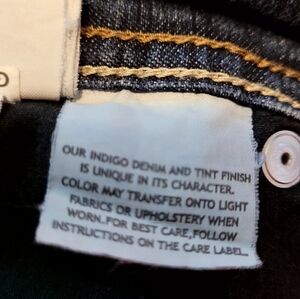 OUR INDIGO DENIM AND TINT FINISH
IS UNIQUE IN ITS CHARACTER.
COLOR MAY TRANSFER ONTO LIGHT
FABRICS OR UPHOLSTERY WHEN
WORN. FOR BEST CARE, FOLLOW
INSTRUCTIONS ON THE CARE LABEL.